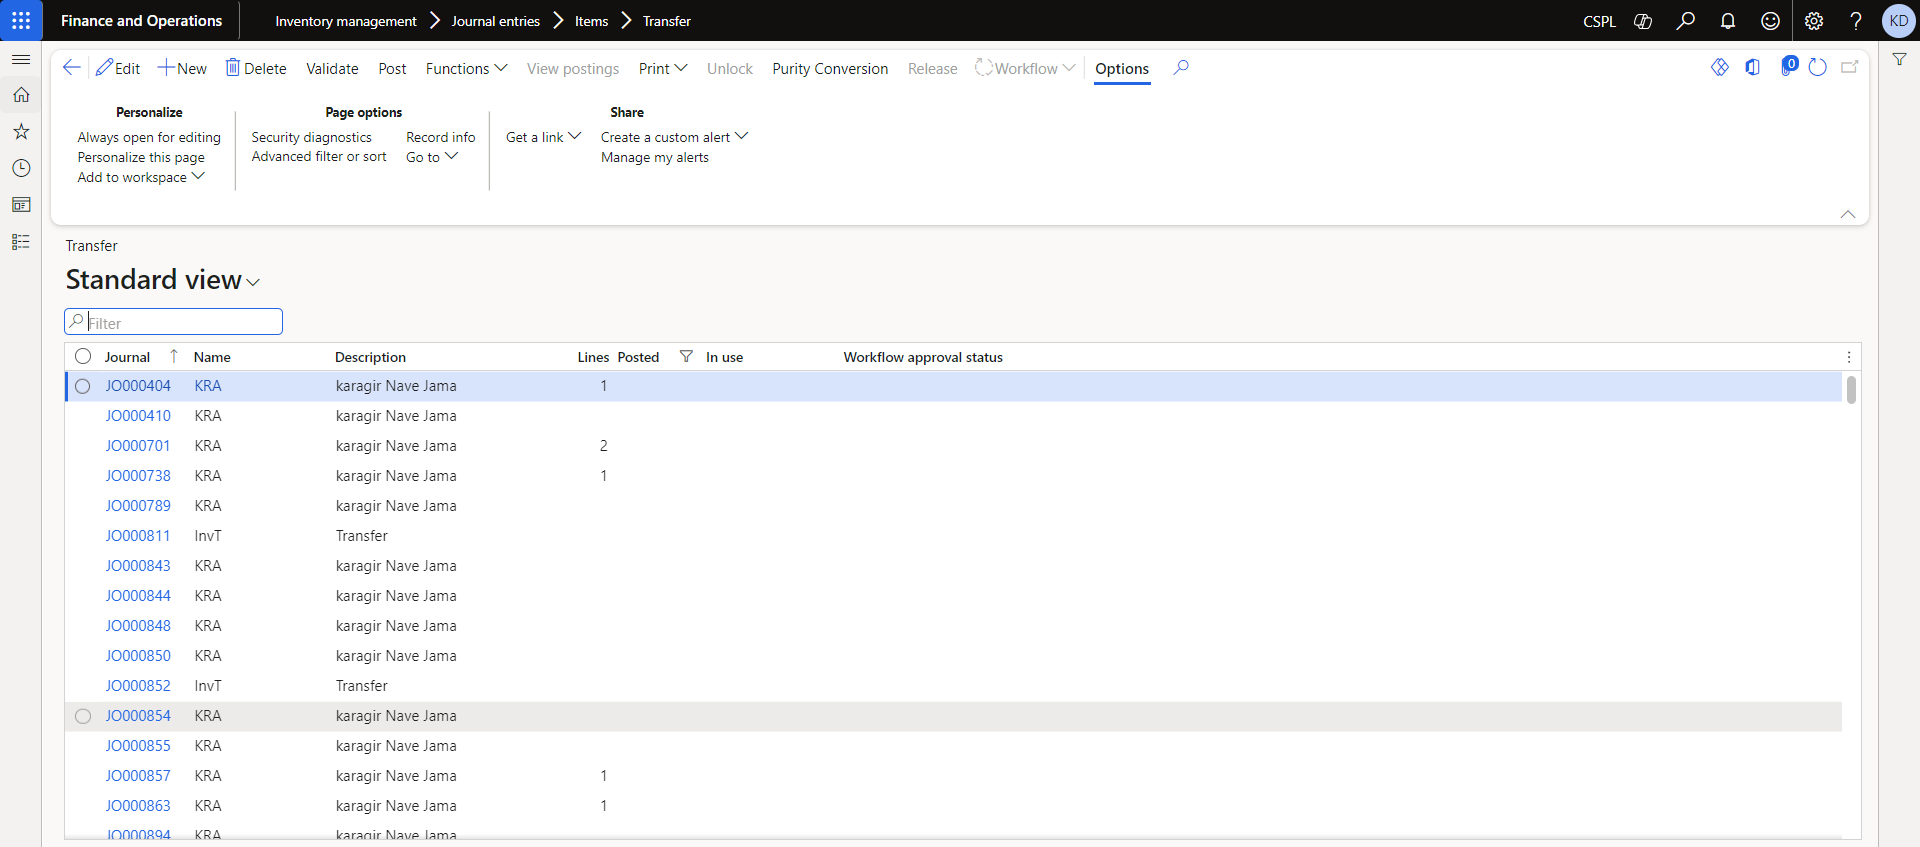 Finance and Operations
Inventory management Journal entries Items Transfer
CSPL
KD
Edit New Delete Validate Post Functions View postings Print Unlock Purity Conversion Release Workflow Options
0
Personalize
Always open for editing
Personalize this page
Add to workspace
Page options
Security diagnostics
Advanced filter or sort
Record info
Go to
Share
Get a link
Create a custom alert
Manage my alerts
Transfer
Standard view
Filter
Journal Name Description Lines Posted In use Workflow approval status
JO000404 KRA karagir Nave Jama 1
JO000410 KRA karagir Nave Jama
JO000701 KRA karagir Nave Jama 2
JO000738 KRA karagir Nave Jama 1
JO000789 KRA karagir Nave Jama
JO000811 InvT Transfer
JO000843 KRA karagir Nave Jama
JO000844 KRA karagir Nave Jama
JO000848 KRA karagir Nave Jama
JO000850 KRA karagir Nave Jama
JO000852 InvT Transfer
JO000854 KRA karagir Nave Jama
JO000855 KRA karagir Nave Jama
JO000857 KRA karagir Nave Jama 1
JO000863 KRA karagir Nave Jama 1
JO000894 KRA karagir Nave Jama